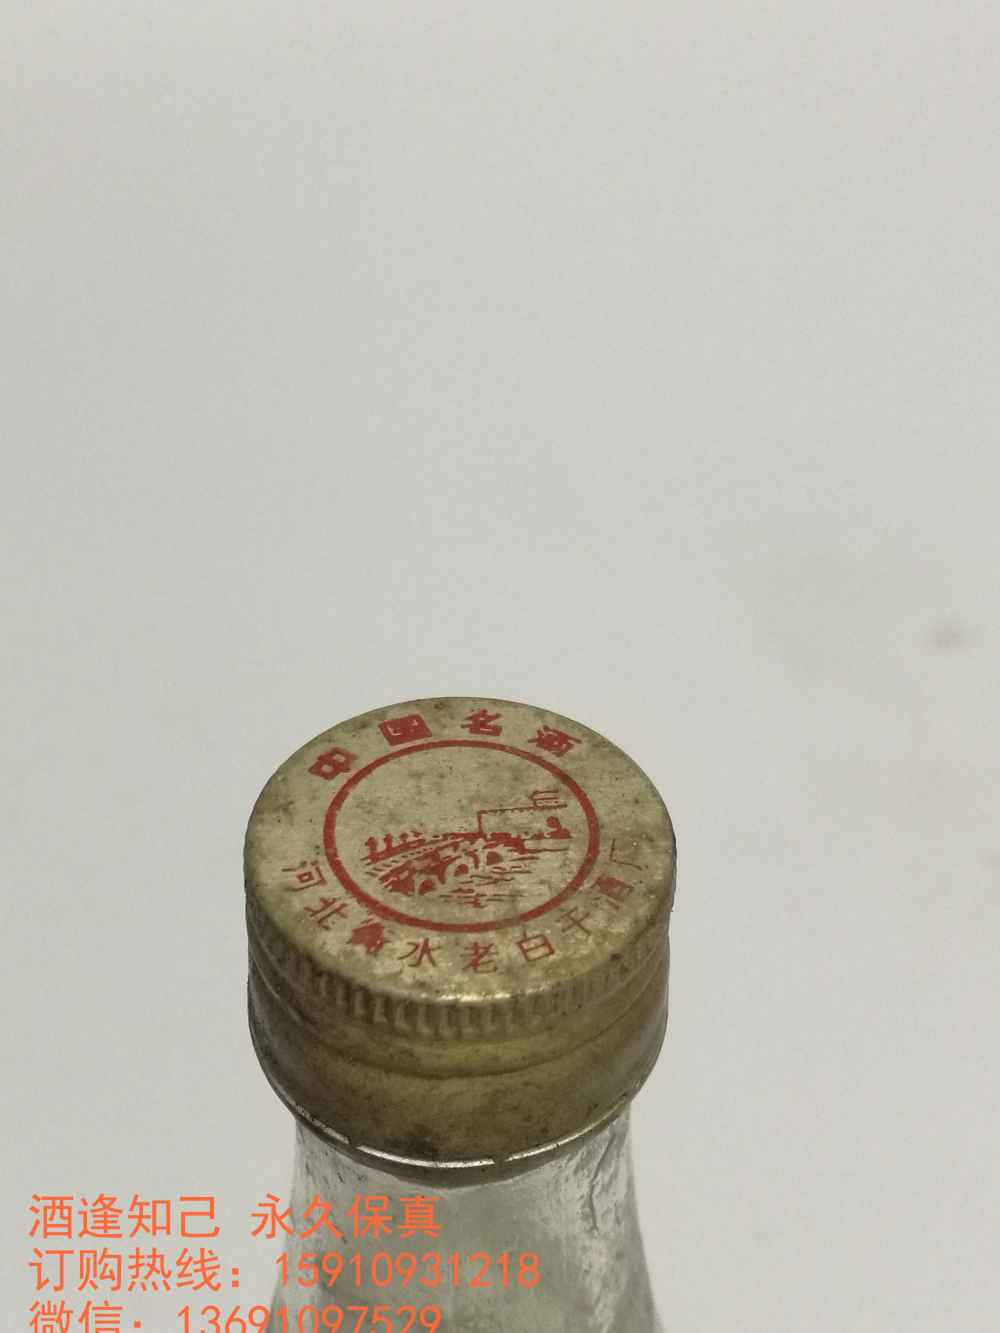 中国名酒
河北衡水老白干酒厂
酒逢知己 永久保真
订购热线：15910931218
微信：13691097529